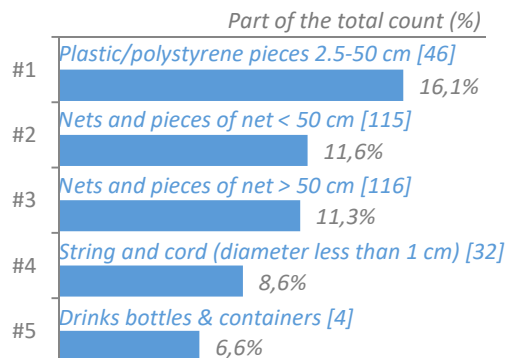 Part of the total count (%)
#1 Plastic/polystyrene pieces 2.5-50 cm [46]
16,1%
#2 Nets and pieces of net < 50 cm [115]
11,6%
#3 Nets and pieces of net > 50 cm [116]
11,3%
#4 String and cord (diameter less than 1 cm) [32]
8,6%
#5 Drinks bottles & containers [4]
6,6%